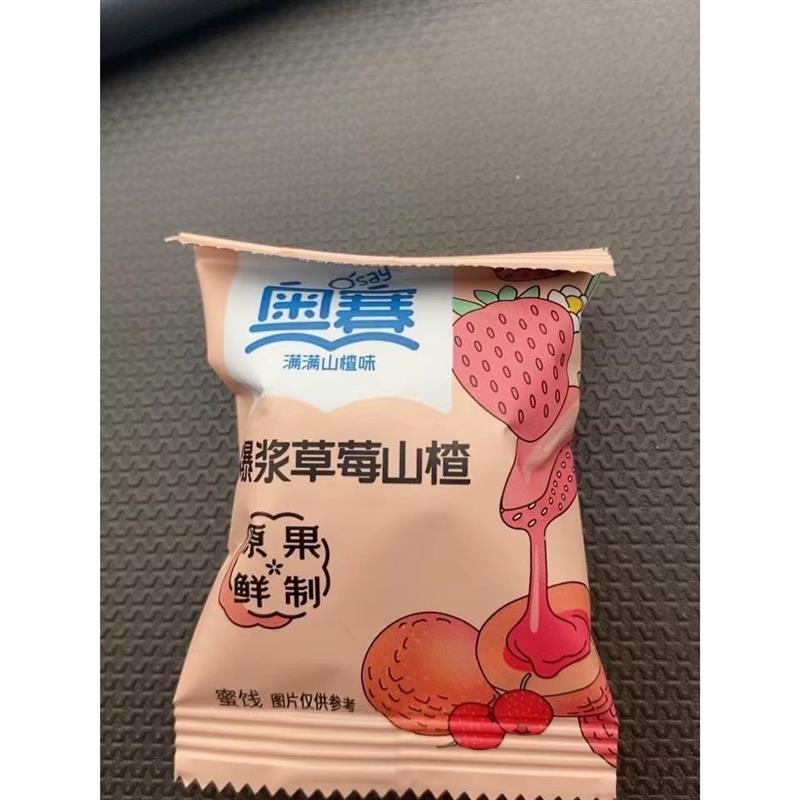 O'say
奥赛
满满山楂味
爆浆草莓山楂
原果
鲜制
蜜饯 图片仅供参考